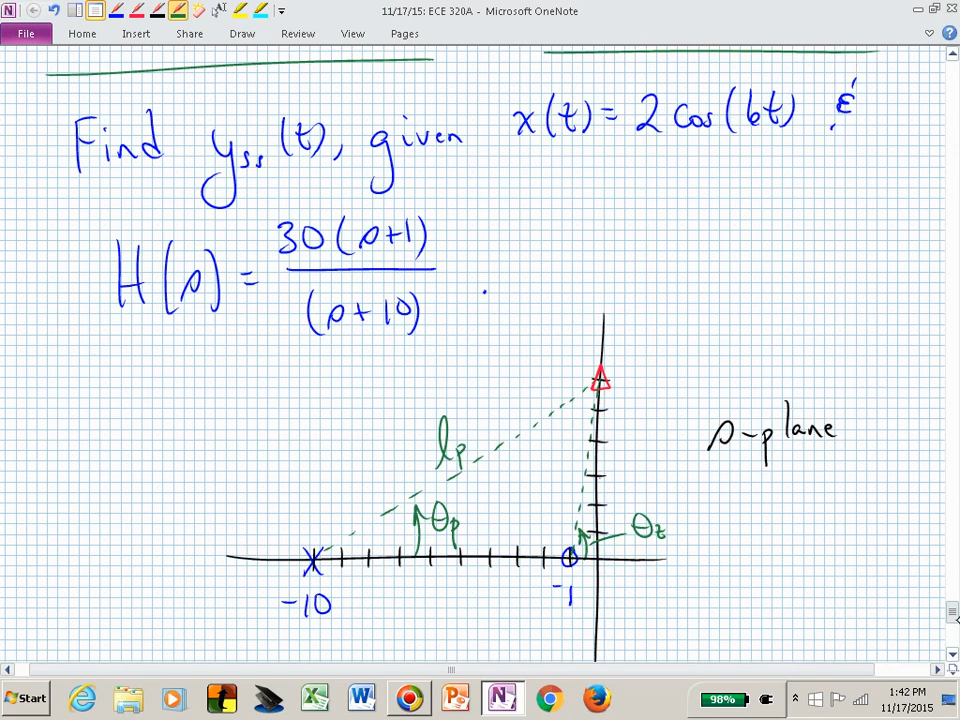 11/17/15: ECE 320A - Microsoft OneNote
File Home Insert Share Draw Review View Pages
Find yss(t), given x(t) = 2 cos(6t) &
H(s) = 30(s+1)
(s+10) .
lp
s-plane
θp
θz
-10 -1
Start
98%
1:42 PM
11/17/2015